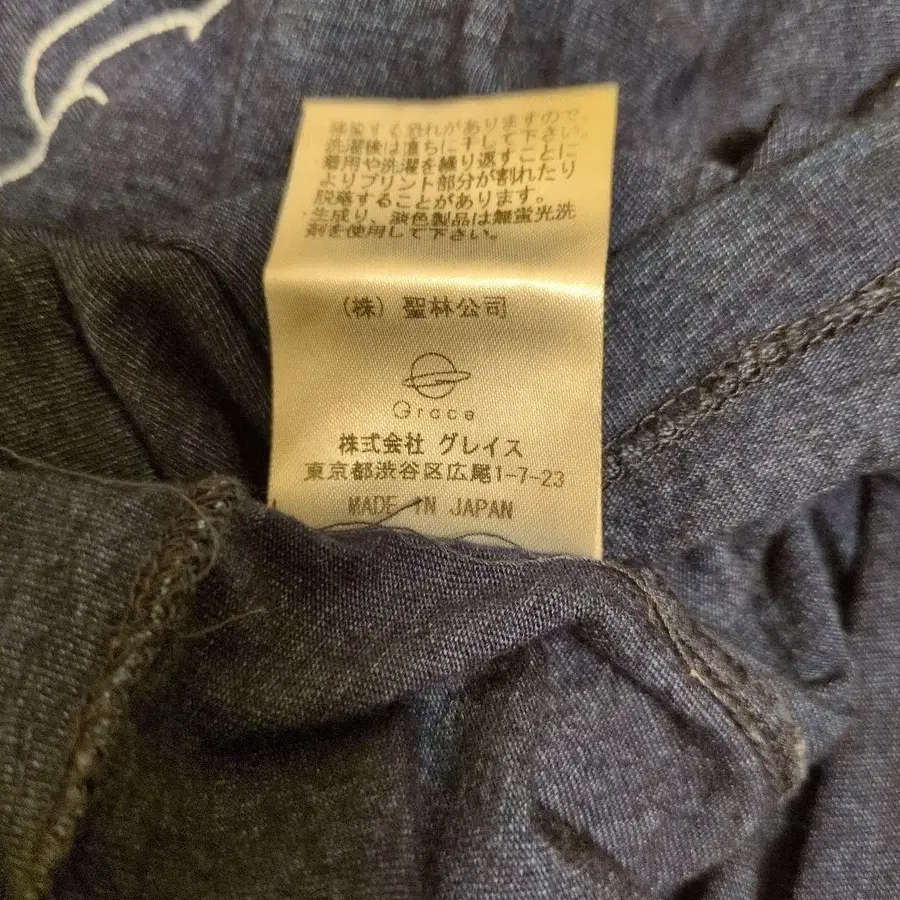 移染する恐れがありますので、
洗濯後は直ちに干して下さい。
着用や洗濯を繰り返すことに
よりプリント部分が割れたり
脱落することがあります。
生成り、淡色製品は無蛍光洗
剤を使用して下さい。
（株）聖林公司
Grace
株式会社 グレイス
東京都渋谷区広尾1-7-23
MADE IN JAPAN